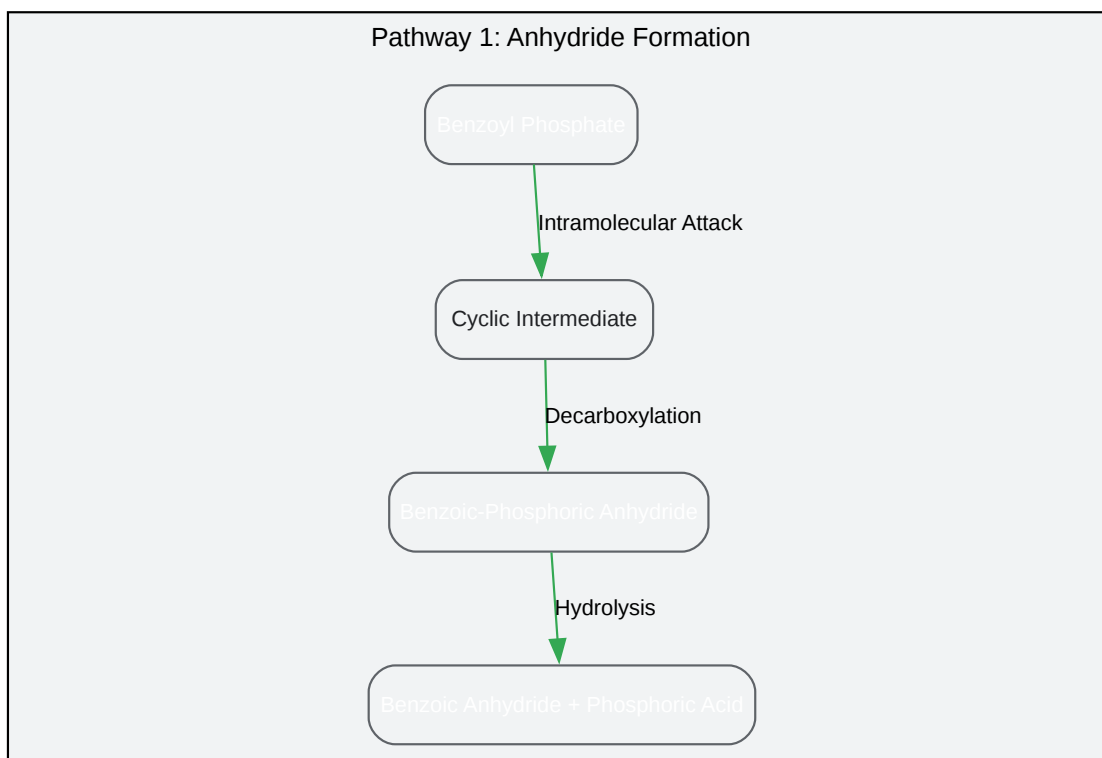 Pathway 1: Anhydride Formation
Benzoyl Phosphate
Intramolecular Attack
Cyclic Intermediate
Decarboxylation
Benzoic-Phosphoric Anhydride
Hydrolysis
Benzoic Anhydride + Phosphoric Acid